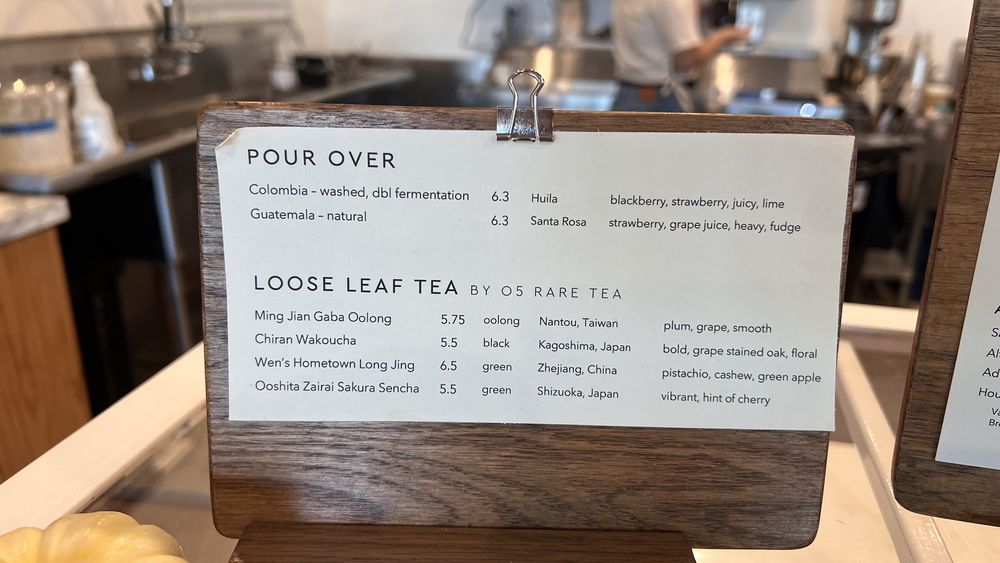 POUR OVER
Colombia – washed, dbl fermentation 6.3 Huila blackberry, strawberry, juicy, lime
Guatemala – natural 6.3 Santa Rosa strawberry, grape juice, heavy, fudge
LOOSE LEAF TEA BY O5 RARE TEA
Ming Jian Gaba Oolong 5.75 oolong Nantou, Taiwan plum, grape, smooth
Chiran Wakoucha 5.5 black Kagoshima, Japan bold, grape stained oak, floral
Wen's Hometown Long Jing 6.5 green Zhejiang, China pistachio, cashew, green apple
Ooshita Zairai Sakura Sencha 5.5 green Shizuoka, Japan vibrant, hint of cherry